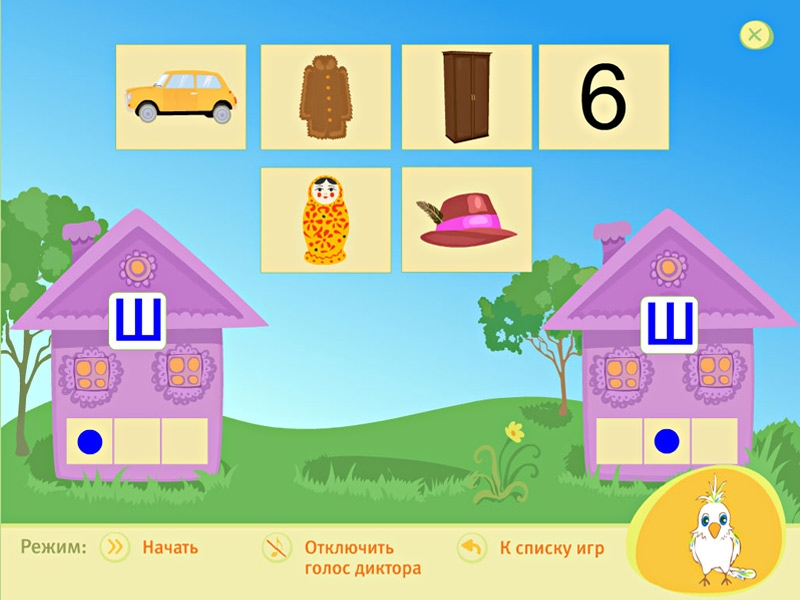 6
Ш
Ш
Режим:
Начать
Отключить
голос диктора
К списку игр